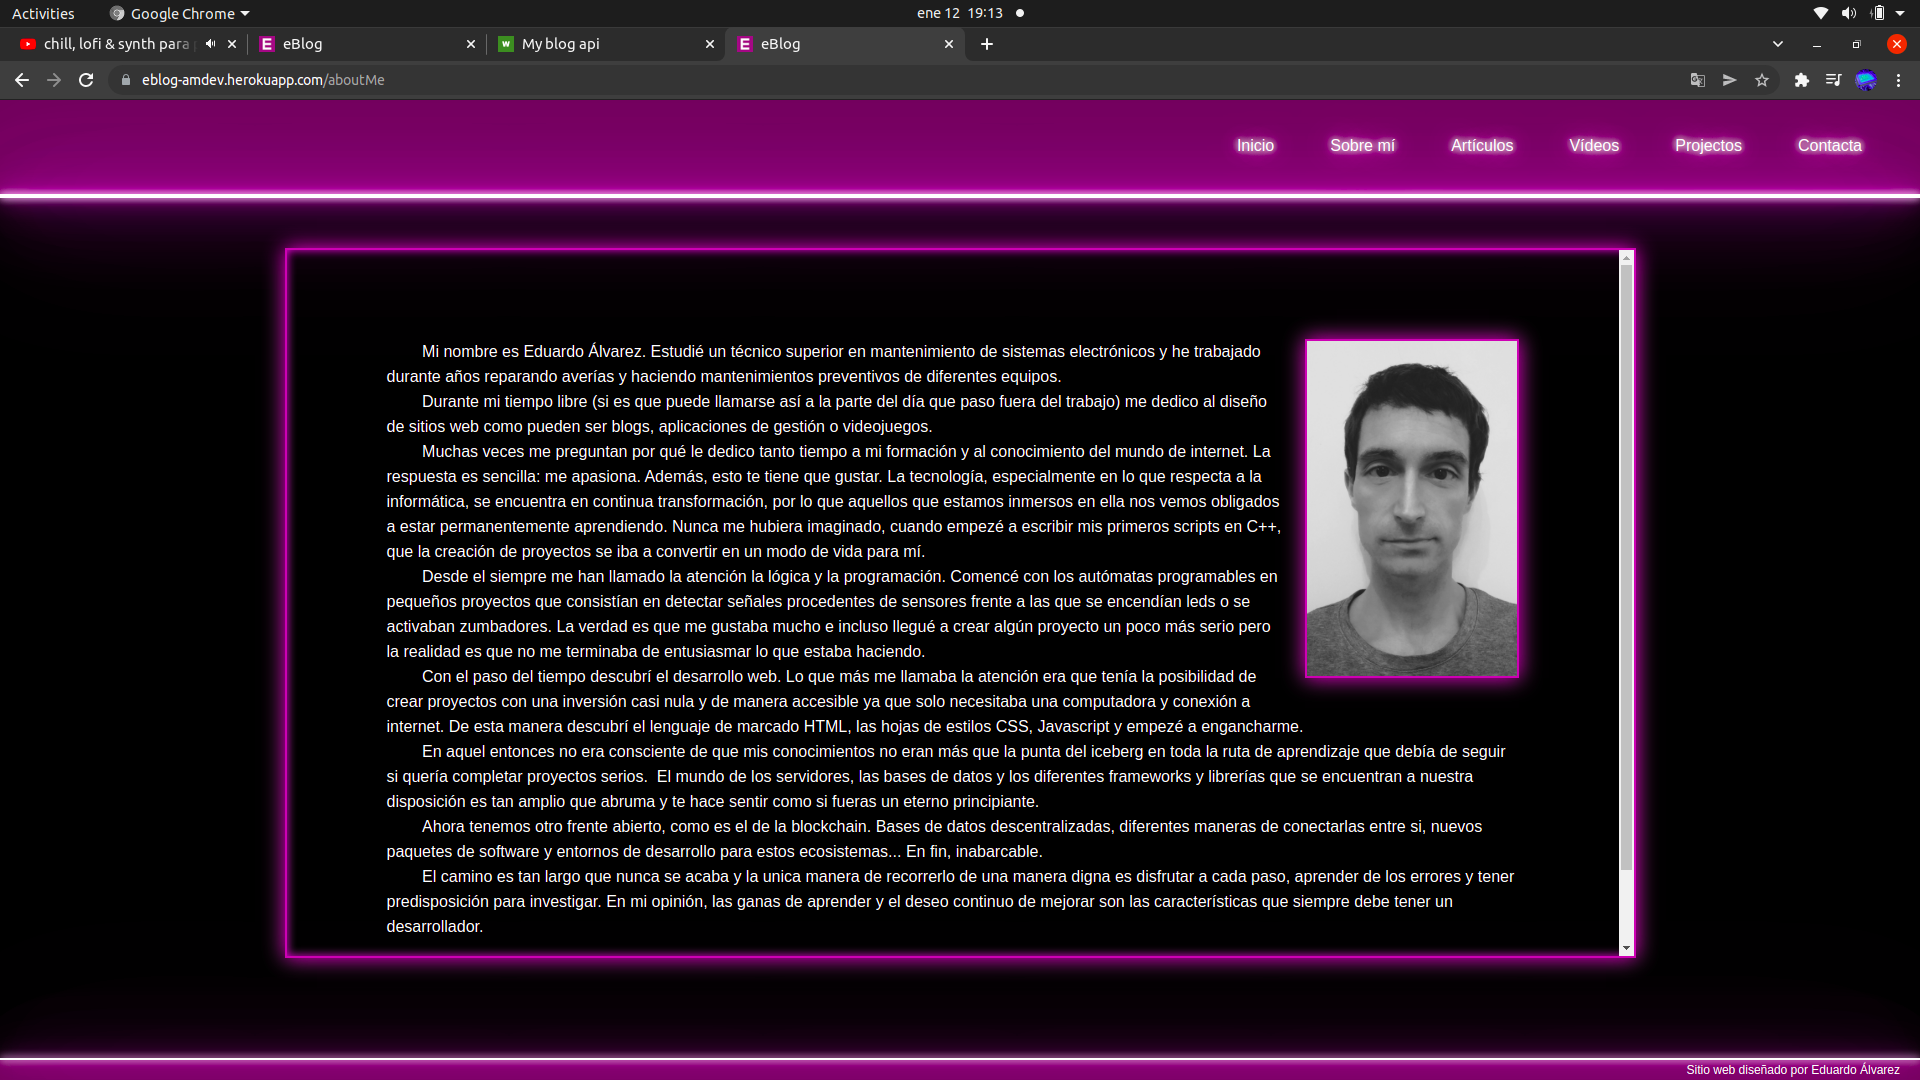 Activities
Google Chrome
ene 12 19:13
chill, lofi & synth para
eBlog
My blog api
eBlog
eblog-amdev.herokuapp.com/aboutMe
Inicio
Sobre mí
Artículos
Vídeos
Projectos
Contacta
Mi nombre es Eduardo Álvarez. Estudié un técnico superior en mantenimiento de sistemas electrónicos y he trabajado
durante años reparando averías y haciendo mantenimientos preventivos de diferentes equipos.
Durante mi tiempo libre (si es que puede llamarse así a la parte del día que paso fuera del trabajo) me dedico al diseño
de sitios web como pueden ser blogs, aplicaciones de gestión o videojuegos.
Muchas veces me preguntan por qué le dedico tanto tiempo a mi formación y al conocimiento del mundo de internet. La
respuesta es sencilla: me apasiona. Además, esto te tiene que gustar. La tecnología, especialmente en lo que respecta a la
informática, se encuentra en continua transformación, por lo que aquellos que estamos inmersos en ella nos vemos obligados
a estar permanentemente aprendiendo. Nunca me hubiera imaginado, cuando empezé a escribir mis primeros scripts en C++,
que la creación de proyectos se iba a convertir en un modo de vida para mí.
Desde el siempre me han llamado la atención la lógica y la programación. Comencé con los autómatas programables en
pequeños proyectos que consistían en detectar señales procedentes de sensores frente a las que se encendían leds o se
activaban zumbadores. La verdad es que me gustaba mucho e incluso llegué a crear algún proyecto un poco más serio pero
la realidad es que no me terminaba de entusiasmar lo que estaba haciendo.
Con el paso del tiempo descubrí el desarrollo web. Lo que más me llamaba la atención era que tenía la posibilidad de
crear proyectos con una inversión casi nula y de manera accesible ya que solo necesitaba una computadora y conexión a
internet. De esta manera descubrí el lenguaje de marcado HTML, las hojas de estilos CSS, Javascript y empezé a engancharme.
En aquel entonces no era consciente de que mis conocimientos no eran más que la punta del iceberg en toda la ruta de aprendizaje que debía de seguir
si quería completar proyectos serios.  El mundo de los servidores, las bases de datos y los diferentes frameworks y librerías que se encuentran a nuestra
disposición es tan amplio que abruma y te hace sentir como si fueras un eterno principiante.
Ahora tenemos otro frente abierto, como es el de la blockchain. Bases de datos descentralizadas, diferentes maneras de conectarlas entre si, nuevos
paquetes de software y entornos de desarrollo para estos ecosistemas... En fin, inabarcable.
El camino es tan largo que nunca se acaba y la unica manera de recorrerlo de una manera digna es disfrutar a cada paso, aprender de los errores y tener
predisposición para investigar. En mi opinión, las ganas de aprender y el deseo continuo de mejorar son las características que siempre debe tener un
desarrollador.
Sitio web diseñado por Eduardo Álvarez